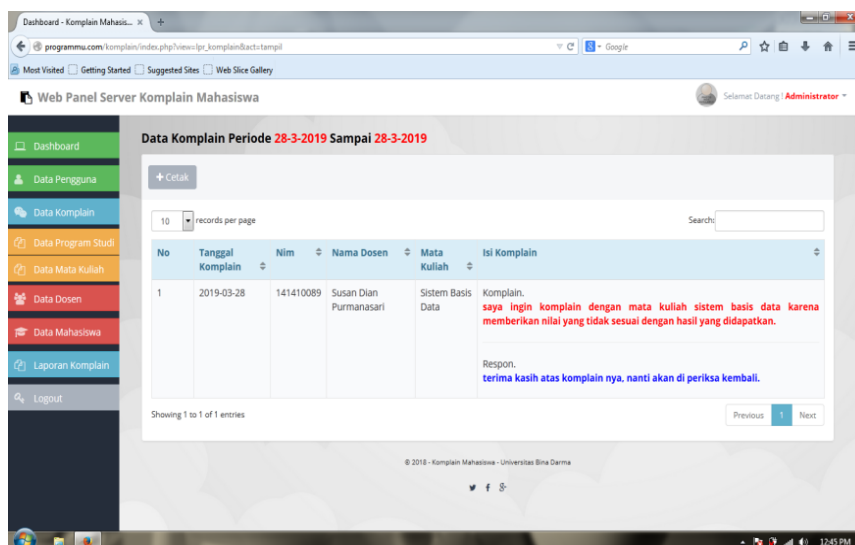 Dashboard - Komplain Mahasis... × +
programmu.com/komplain/index.php?view=lpr_komplain&act=tampil
Google
Most Visited Getting Started Suggested Sites Web Slice Gallery
Web Panel Server Komplain Mahasiswa
Selamat Datang ! Administrator
Dashboard
Data Pengguna
Data Komplain
Data Program Studi
Data Mata Kuliah
Data Dosen
Data Mahasiswa
Laporan Komplain
Logout
Data Komplain Periode 28-3-2019 Sampai 28-3-2019
+ Cetak
10 records per page
Search:
No Tanggal Komplain Nim Nama Dosen Mata Kuliah Isi Komplain
1 2019-03-28 141410089 Susan Dian Purmanasari Sistem Basis Data
Komplain.
saya ingin komplain dengan mata kuliah sistem basis data karena
memberikan nilai yang tidak sesuai dengan hasil yang didapatkan.
Respon.
terima kasih atas komplain nya, nanti akan di periksa kembali.
Showing 1 to 1 of 1 entries
Previous 1 Next
© 2018 - Komplain Mahasiswa - Universitas Bina Darma
12:45 PM